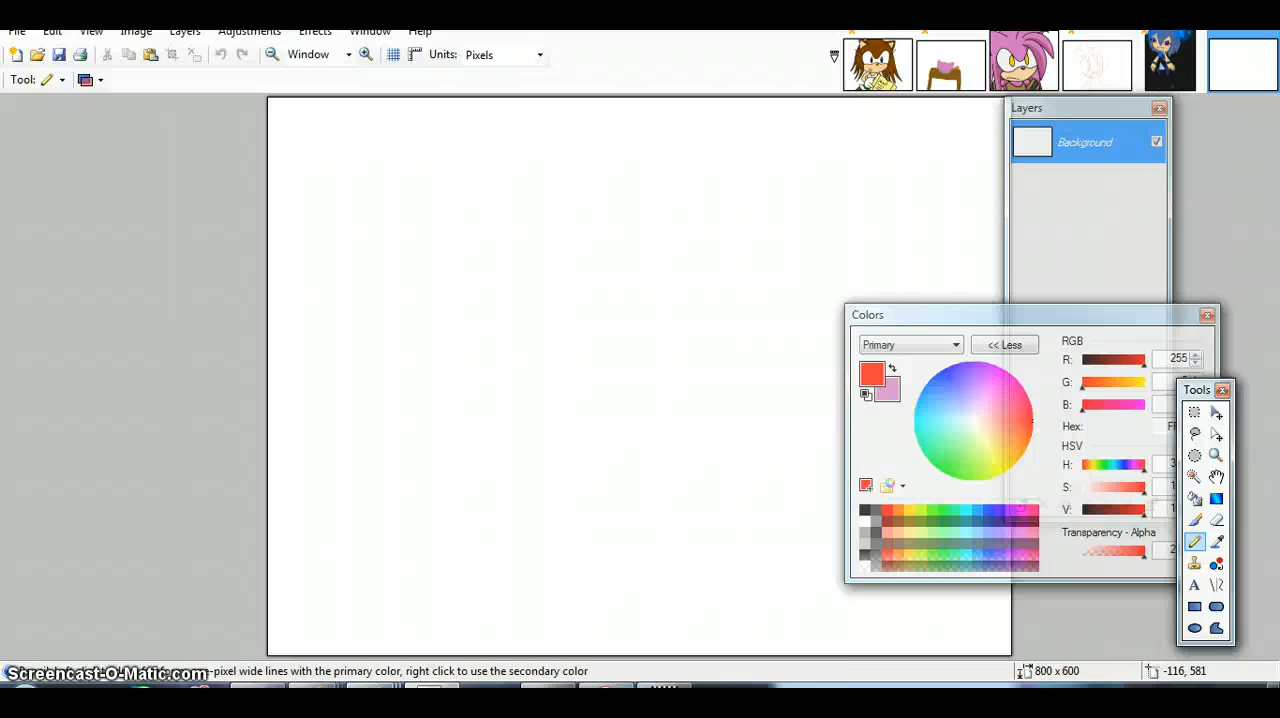 File Edit View Image Layers Adjustments Effects Window Help
Window Units: Pixels
Tool:
Layers
Background
Colors
Primary << Less
RGB
R: 255
G:
B:
Hex:
HSV
H:
S:
V:
Transparency - Alpha
Tools
Screencast-O-Matic.com
-pixel wide lines with the primary color, right click to use the secondary color
800 x 600
-116, 581